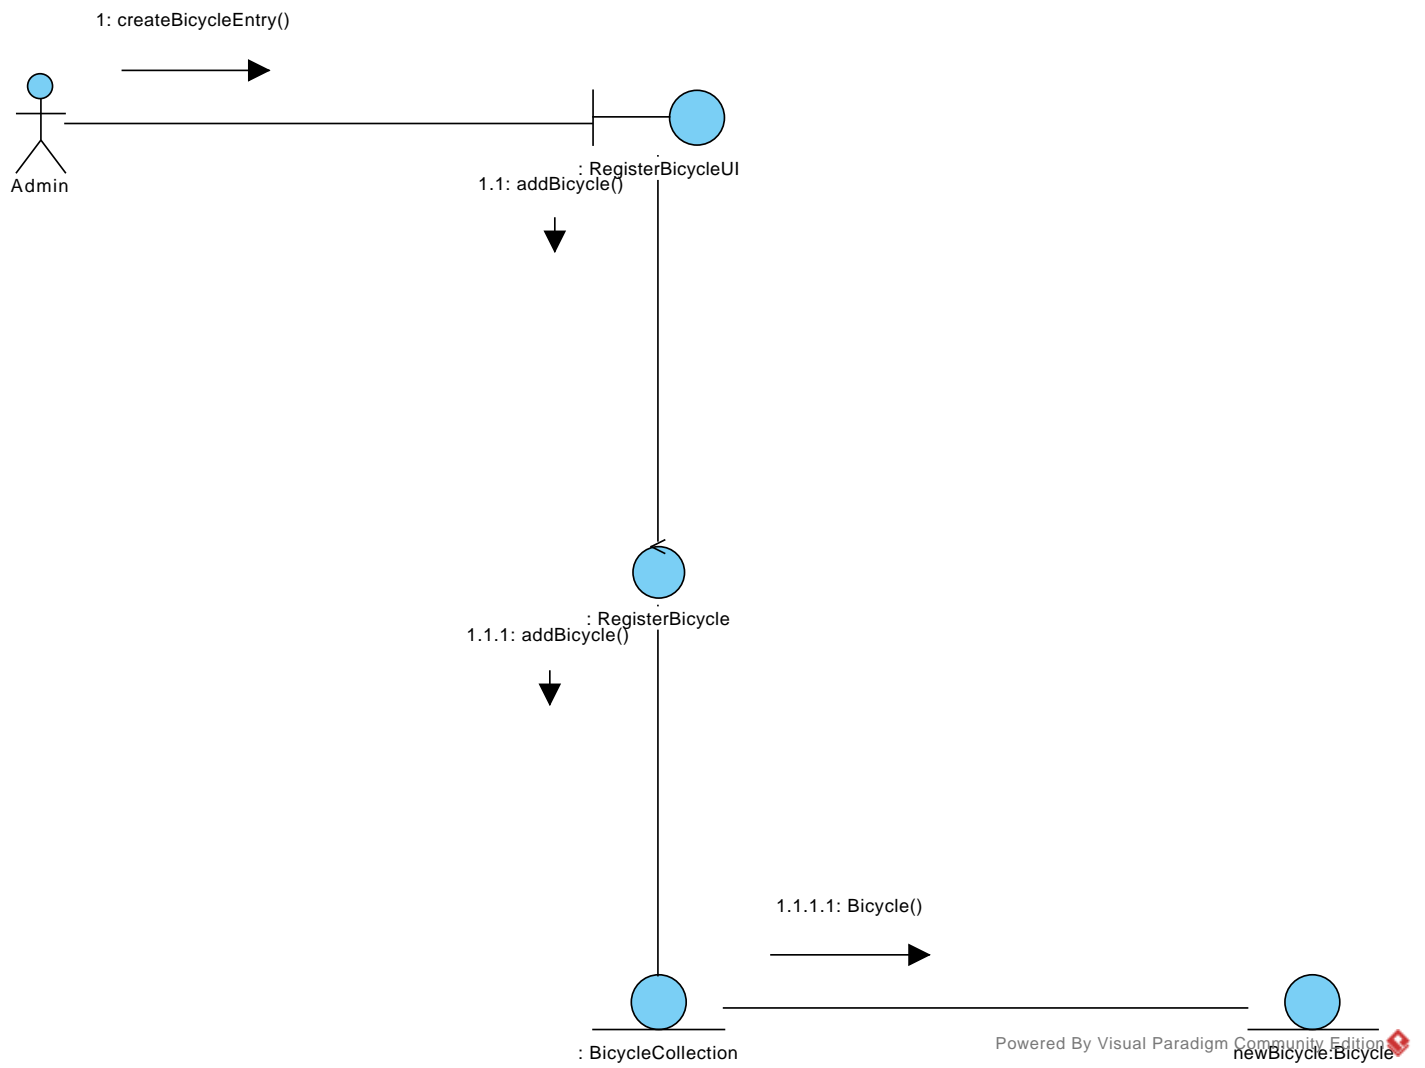 1: createBicycleEntry()
Admin
: RegisterBicycleUI
1.1: addBicycle()
: RegisterBicycle
1.1.1: addBicycle()
1.1.1.1: Bicycle()
Powered By Visual Paradigm Community Edition
: BicycleCollection
newBicycle:Bicycle